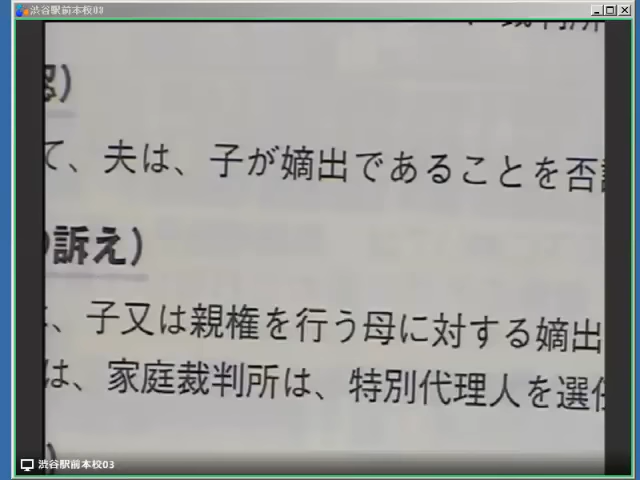 渋谷駅前本校03
認)
て、夫は、子が嫡出であることを否
の訴え)
、子又は親権を行う母に対する嫡出
は、家庭裁判所は、特別代理人を選任
)
渋谷駅前本校03